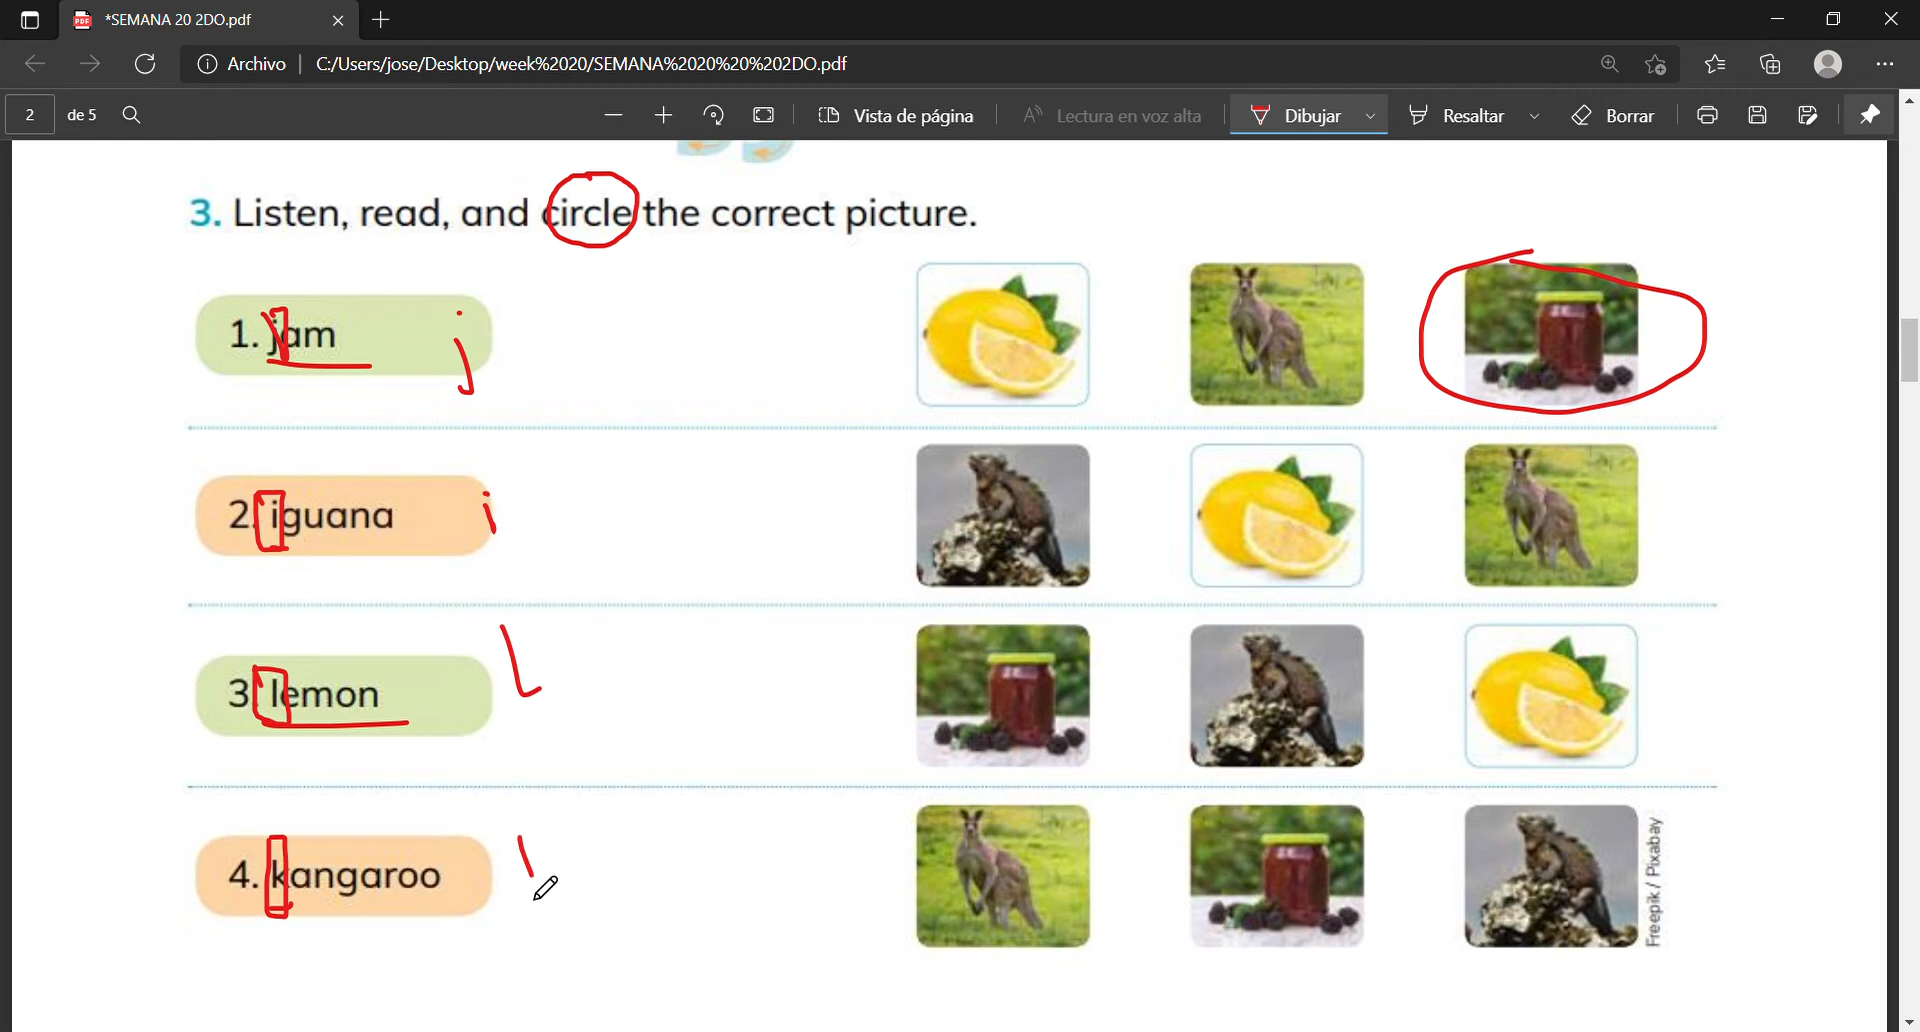 *SEMANA 20 2DO.pdf
Archivo | C:/Users/jose/Desktop/week%2020/SEMANA%2020%20%202DO.pdf
2 de 5 Vista de página Lectura en voz alta Dibujar Resaltar Borrar
3. Listen, read, and circle the correct picture.
1. jam j
2. iguana i
3. lemon L
4. kangaroo
Freepik / Pixabay